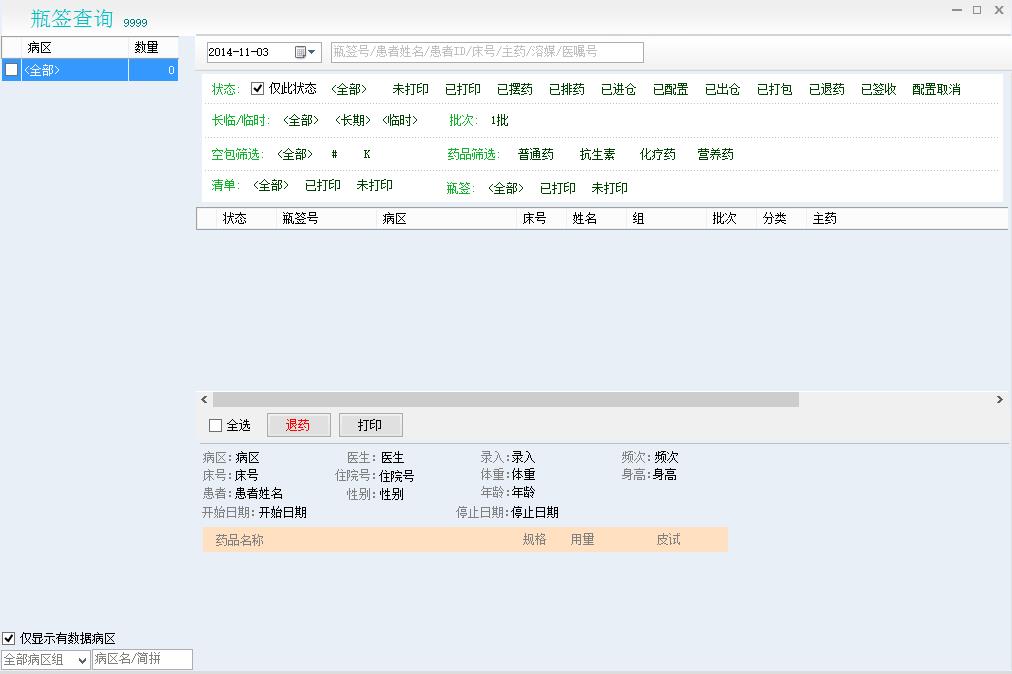 瓶签查询 9999
病区 数量
<全部> 0
2014-11-03 瓶签号/患者姓名/患者ID/床号/主药/溶媒/医嘱号
状态: 仅此状态 <全部> 未打印 已打印 已摆药 已排药 已进仓 已配置 已出仓 已打包 已退药 已签收 配置取消
长临/临时: <全部> <长期> <临时> 批次: 1批
空包筛选: <全部> # K 药品筛选: 普通药 抗生素 化疗药 营养药
清单: <全部> 已打印 未打印 瓶签: <全部> 已打印 未打印
状态 瓶签号 病区 床号 姓名 组 批次 分类 主药
全选 退药 打印
病区: 病区 医生: 医生 录入: 录入 频次: 频次
床号: 床号 住院号: 住院号 体重: 体重 身高: 身高
患者: 患者姓名 性别: 性别 年龄: 年龄
开始日期: 开始日期 停止日期: 停止日期
药品名称 规格 用量 皮试
仅显示有数据病区
全部病区组 病区名/简拼